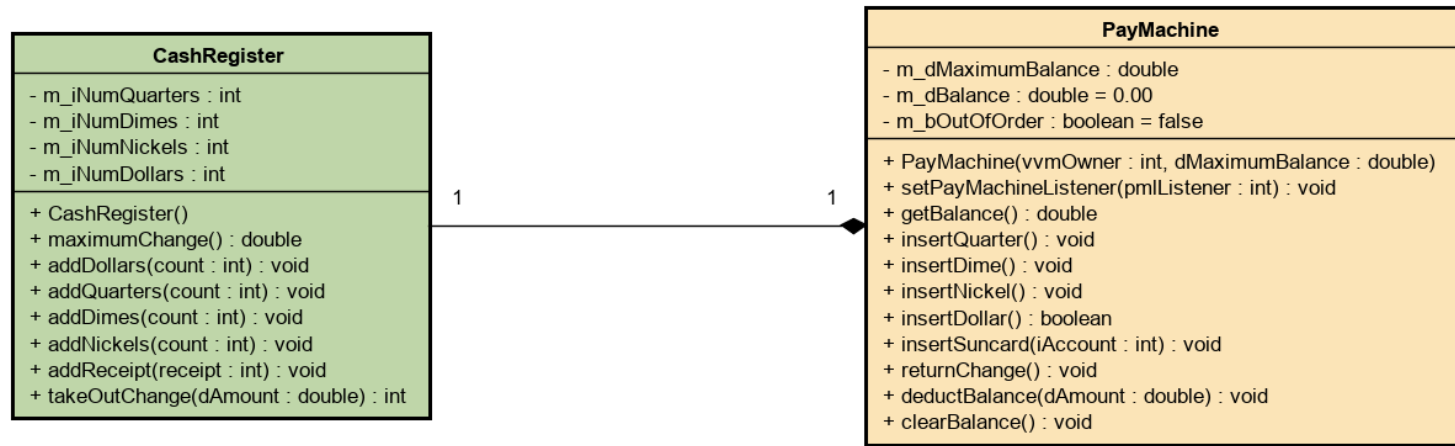 CashRegister
- m_iNumQuarters : int
- m_iNumDimes : int
- m_iNumNickels : int
- m_iNumDollars : int
+ CashRegister()
+ maximumChange() : double
+ addDollars(count : int) : void
+ addQuarters(count : int) : void
+ addDimes(count : int) : void
+ addNickels(count : int) : void
+ addReceipt(receipt : int) : void
+ takeOutChange(dAmount : double) : int
1
1
PayMachine
- m_dMaximumBalance : double
- m_dBalance : double = 0.00
- m_bOutOfOrder : boolean = false
+ PayMachine(vvmOwner : int, dMaximumBalance : double)
+ setPayMachineListener(pmlListener : int) : void
+ getBalance() : double
+ insertQuarter() : void
+ insertDime() : void
+ insertNickel() : void
+ insertDollar() : boolean
+ insertSuncard(iAccount : int) : void
+ returnChange() : void
+ deductBalance(dAmount : double) : void
+ clearBalance() : void